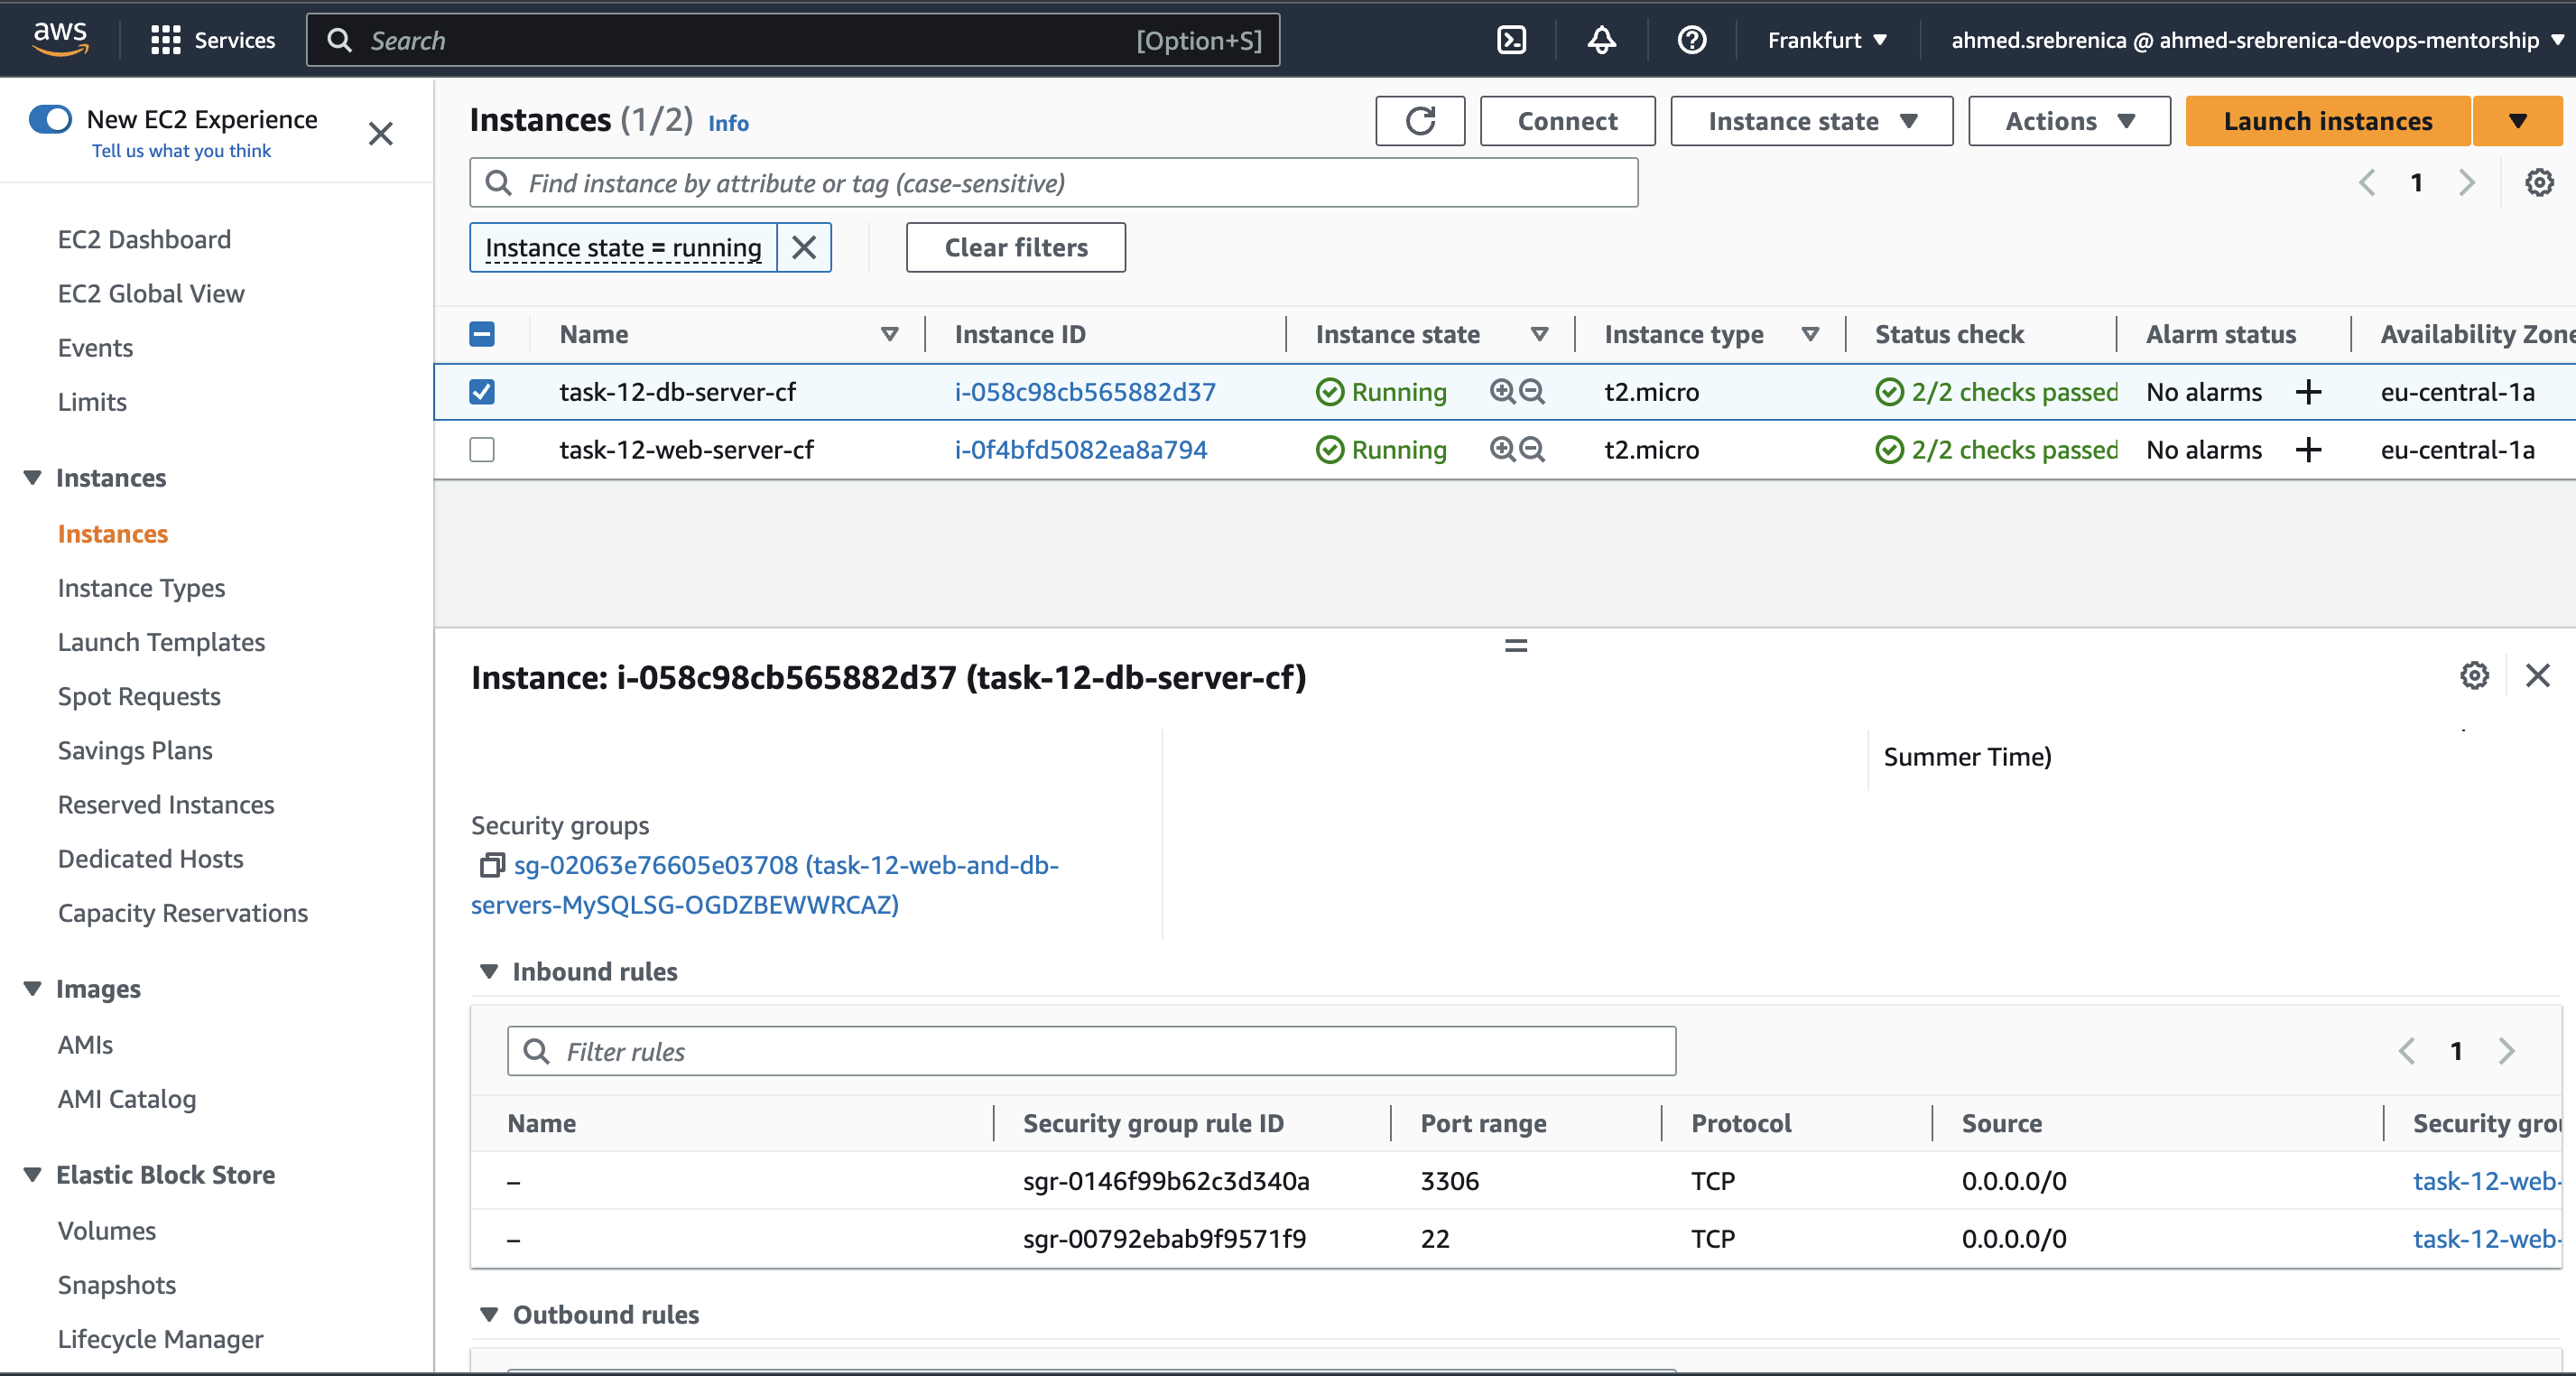 aws
Services
Search
[Option+S]
Frankfurt
ahmed.srebrenica @ ahmed-srebrenica-devops-mentorship
New EC2 Experience
Tell us what you think
EC2 Dashboard
EC2 Global View
Events
Limits
Instances
Instances
Instance Types
Launch Templates
Spot Requests
Savings Plans
Reserved Instances
Dedicated Hosts
Capacity Reservations
Images
AMIs
AMI Catalog
Elastic Block Store
Volumes
Snapshots
Lifecycle Manager
Instances (1/2) Info
Connect
Instance state
Actions
Launch instances
Find instance by attribute or tag (case-sensitive)
1
Instance state = running
Clear filters
Name Instance ID Instance state Instance type Status check Alarm status Availability Zone
task-12-db-server-cf i-058c98cb565882d37 Running t2.micro 2/2 checks passed No alarms + eu-central-1a
task-12-web-server-cf i-0f4bfd5082ea8a794 Running t2.micro 2/2 checks passed No alarms + eu-central-1a
Instance: i-058c98cb565882d37 (task-12-db-server-cf)
Summer Time)
Security groups
sg-02063e76605e03708 (task-12-web-and-db-
servers-MySQLSG-OGDZBEWWRCAZ)
Inbound rules
Filter rules
1
Name Security group rule ID Port range Protocol Source Security grou
– sgr-0146f99b62c3d340a 3306 TCP 0.0.0.0/0 task-12-web-
– sgr-00792ebab9f9571f9 22 TCP 0.0.0.0/0 task-12-web-
Outbound rules